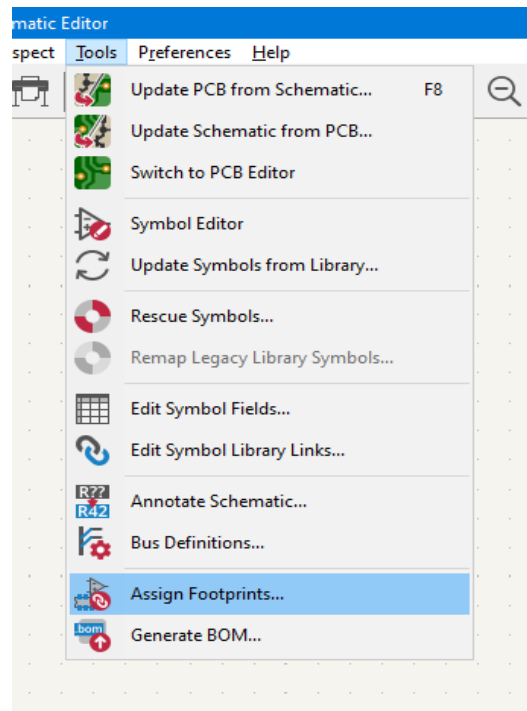 matic Editor
spect Tools Preferences Help
Update PCB from Schematic... F8
Update Schematic from PCB...
Switch to PCB Editor
Symbol Editor
Update Symbols from Library...
Rescue Symbols...
Remap Legacy Library Symbols...
Edit Symbol Fields...
Edit Symbol Library Links...
R??
R42
Annotate Schematic...
Bus Definitions...
Assign Footprints...
.bom
Generate BOM...